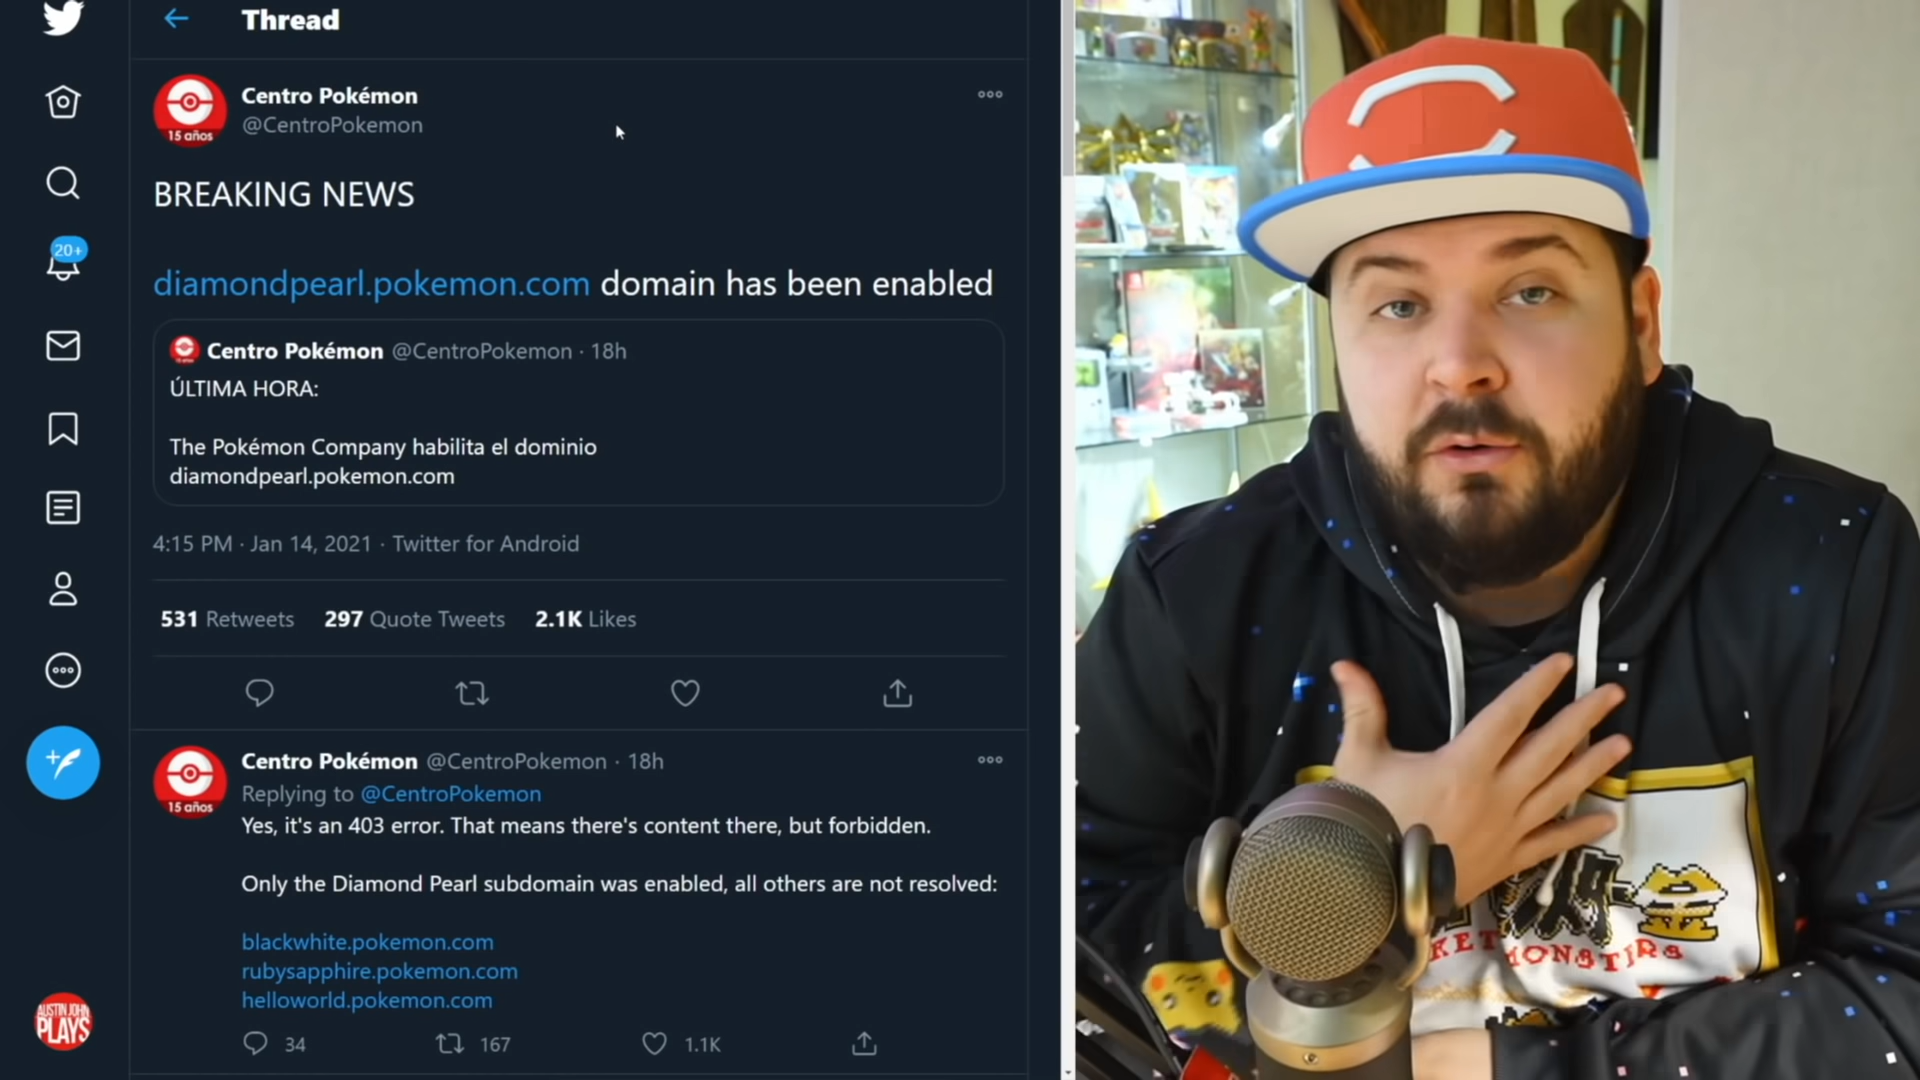 Thread
Centro Pokémon
@CentroPokemon
15 años
BREAKING NEWS
diamondpearl.pokemon.com domain has been enabled
Centro Pokémon @CentroPokemon · 18h
ÚLTIMA HORA:
The Pokémon Company habilita el dominio
diamondpearl.pokemon.com
4:15 PM · Jan 14, 2021 · Twitter for Android
531 Retweets 297 Quote Tweets 2.1K Likes
Centro Pokémon @CentroPokemon · 18h
15 años
Replying to @CentroPokemon
Yes, it's an 403 error. That means there's content there, but forbidden.
Only the Diamond Pearl subdomain was enabled, all others are not resolved:
blackwhite.pokemon.com
rubysapphire.pokemon.com
helloworld.pokemon.com
34 167 1.1K
20+
AUSTIN JOHN
PLAYS
金
KET MONSTERS